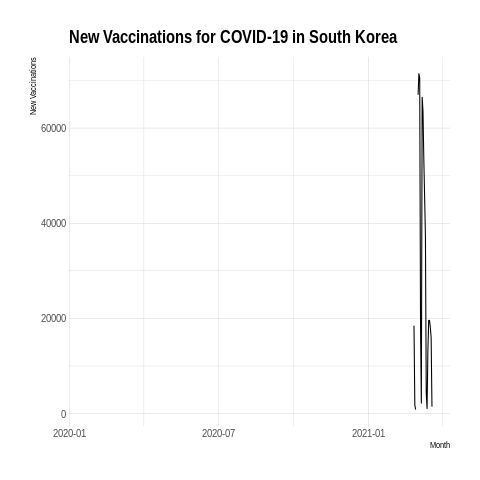 New Vaccinations for COVID-19 in South Korea
New Vaccinations
60000
40000
20000
0
2020-01
2020-07
2021-01
Month